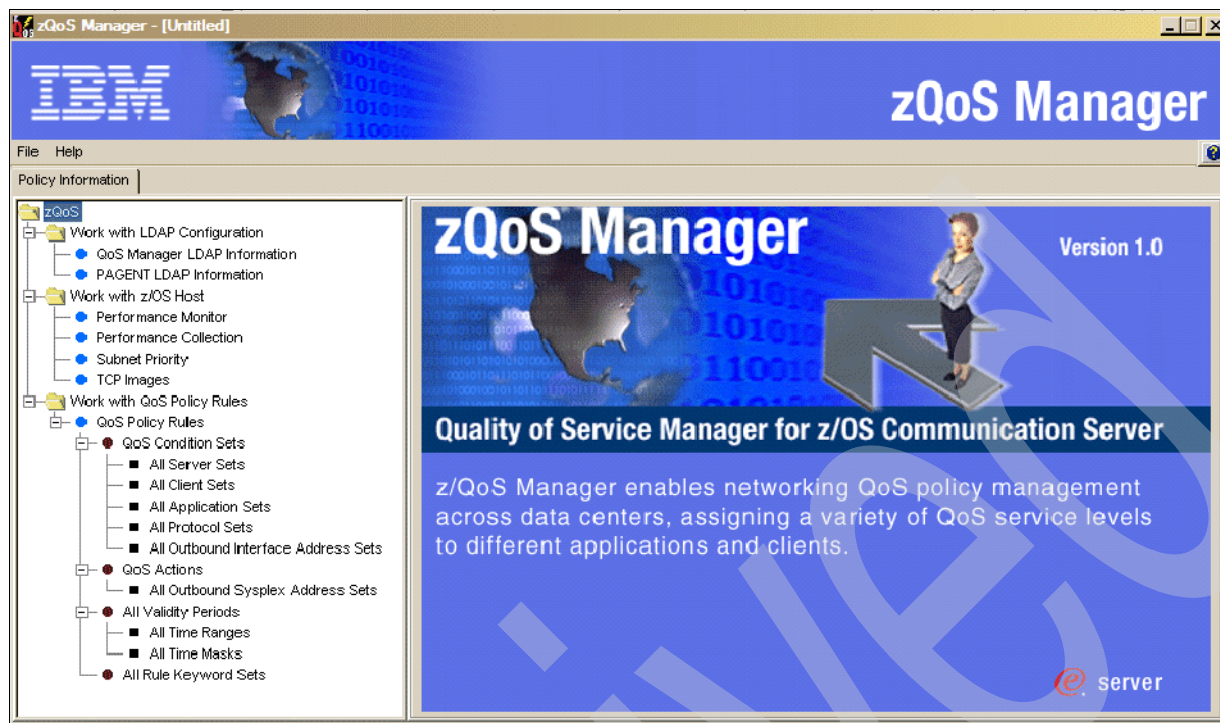 zQoS Manager - [Untitled]
IBM
zQoS Manager
File Help
Policy Information
zQoS
Work with LDAP Configuration
QoS Manager LDAP Information
PAGENT LDAP Information
Work with z/OS Host
Performance Monitor
Performance Collection
Subnet Priority
TCP Images
Work with QoS Policy Rules
QoS Policy Rules
QoS Condition Sets
All Server Sets
All Client Sets
All Application Sets
All Protocol Sets
All Outbound Interface Address Sets
QoS Actions
All Outbound Sysplex Address Sets
All Validity Periods
All Time Ranges
All Time Masks
All Rule Keyword Sets
zQoS Manager
Version 1.0
Quality of Service Manager for z/OS Communication Server
z/QoS Manager enables networking QoS policy management
across data centers, assigning a variety of QoS service levels
to different applications and clients.
e server